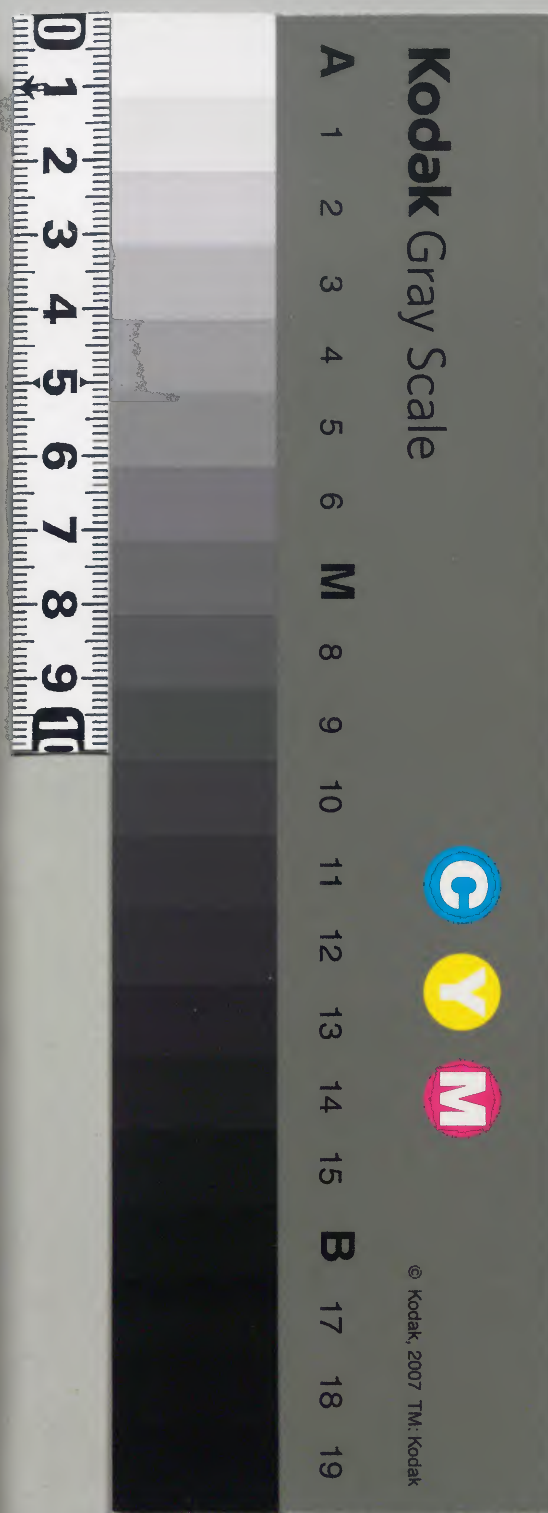 Kodak Gray Scale
C Y M
© Kodak, 2007 TM: Kodak
A 1 2 3 4 5 6 M 8 9 10 11 12 13 14 15 B 17 18 19
0 1 2 3 4 5 6 7 8 9 10